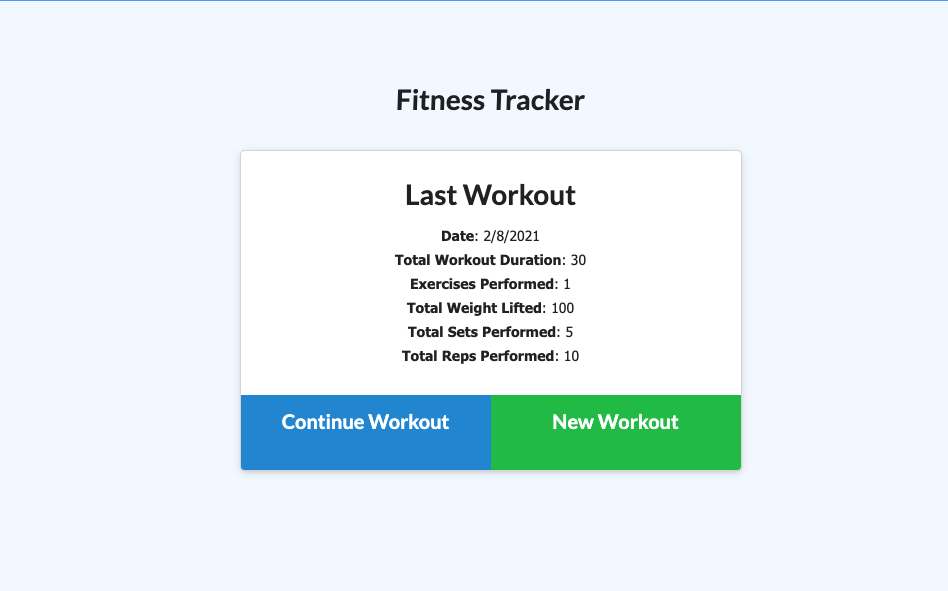 Fitness Tracker
Last Workout
Date: 2/8/2021
Total Workout Duration: 30
Exercises Performed: 1
Total Weight Lifted: 100
Total Sets Performed: 5
Total Reps Performed: 10
Continue Workout
New Workout